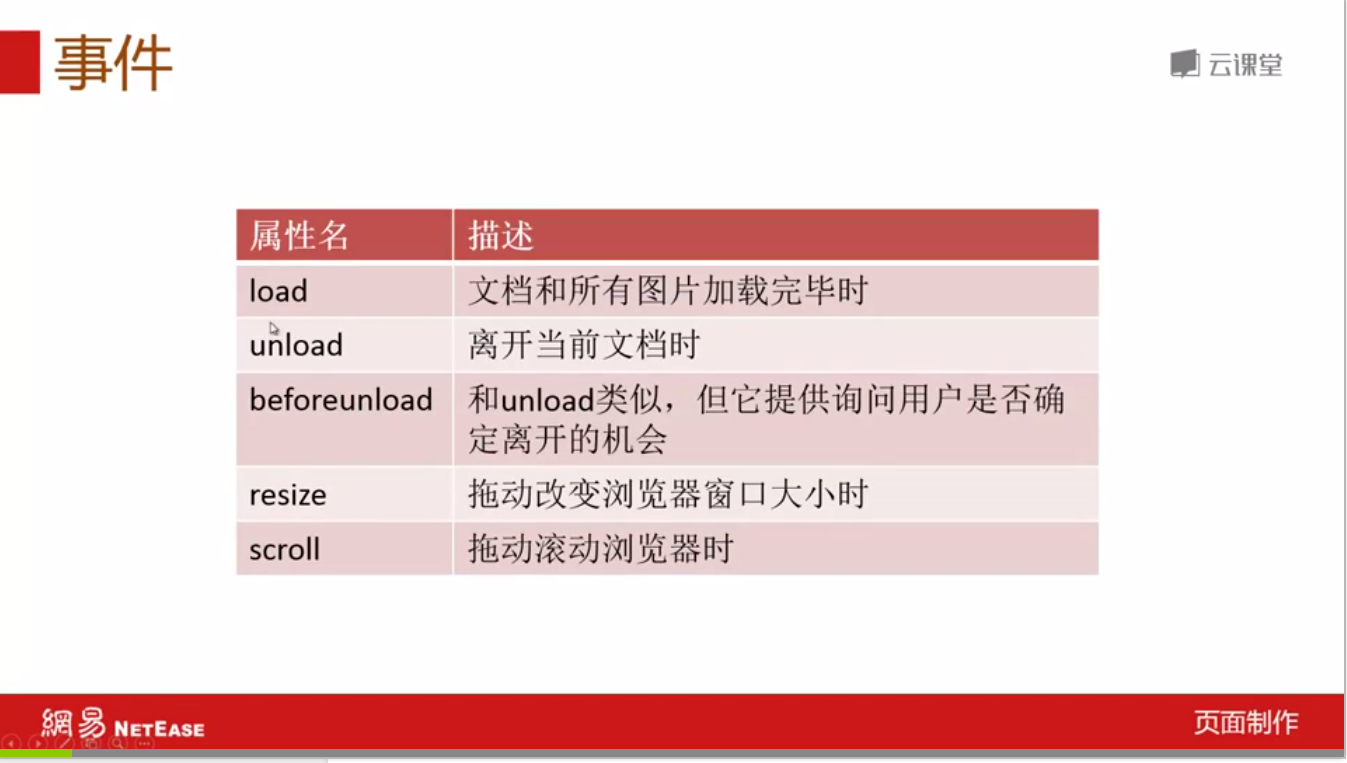 事件
云课堂
属性名 描述
load 文档和所有图片加载完毕时
unload 离开当前文档时
beforeunload 和unload类似，但它提供询问用户是否确
定离开的机会
resize 拖动改变浏览器窗口大小时
scroll 拖动滚动浏览器时
網易 NETEASE
页面制作